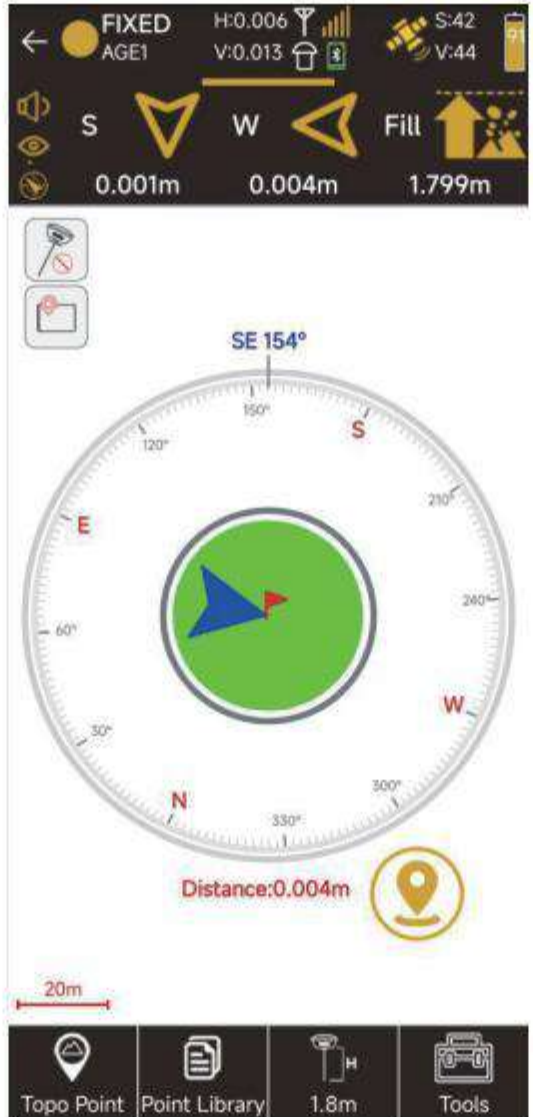 FIXED
AGE1
H:0.006
V:0.013
S:42
V:44
91
S
W
Fill
0.001m
0.004m
1.799m
SE 154°
150°
120°
S
210°
E
240°
60°
W
30°
N
300°
330°
Distance:0.004m
20m
H
Topo Point
Point Library
1.8m
Tools